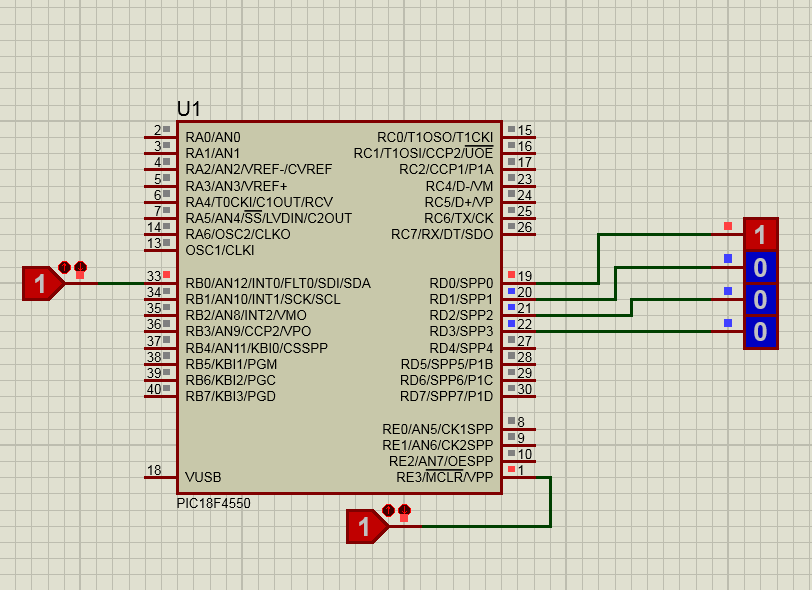 U1
2 RA0/AN0 RC0/T1OSO/T1CKI 15
3 RA1/AN1 RC1/T1OSI/CCP2/UOE 16
4 RA2/AN2/VREF-/CVREF RC2/CCP1/P1A 17
5 RA3/AN3/VREF+ RC4/D-/VM 23
6 RA4/T0CKI/C1OUT/RCV RC5/D+/VP 24
7 RA5/AN4/SS/LVDIN/C2OUT RC6/TX/CK 25
14 RA6/OSC2/CLKO RC7/RX/DT/SDO 26 1
13 OSC1/CLKI
0
1 33 RB0/AN12/INT0/FLT0/SDI/SDA RD0/SPP0 19
34 RB1/AN10/INT1/SCK/SCL RD1/SPP1 20 0
35 RB2/AN8/INT2/VMO RD2/SPP2 21
36 RB3/AN9/CCP2/VPO RD3/SPP3 22 0
37 RB4/AN11/KBI0/CSSPP RD4/SPP4 27
38 RB5/KBI1/PGM RD5/SPP5/P1B 28
39 RB6/KBI2/PGC RD6/SPP6/P1C 29
40 RB7/KBI3/PGD RD7/SPP7/P1D 30
RE0/AN5/CK1SPP 8
RE1/AN6/CK2SPP 9
RE2/AN7/OESPP 10
18 VUSB RE3/MCLR/VPP 1
PIC18F4550
1